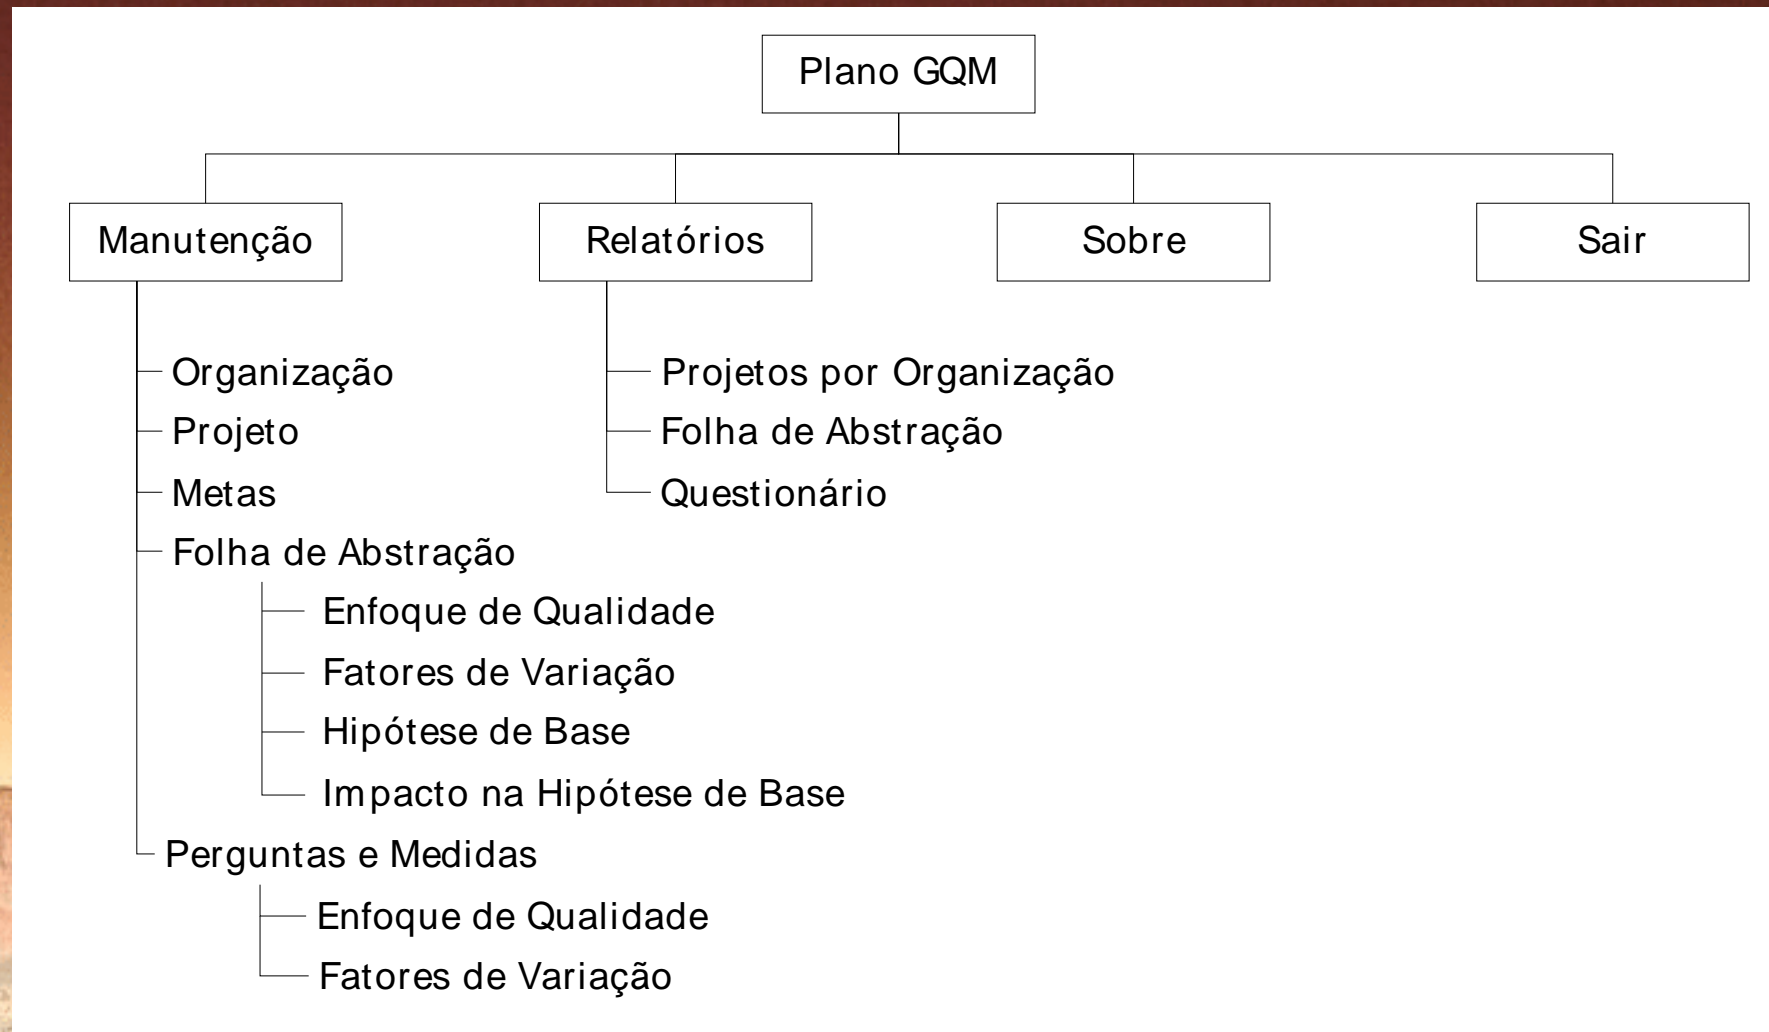 Plano GQM
Manutenção
Relatórios
Sobre
Sair
Organização
Projeto
Metas
Folha de Abstração
Enfoque de Qualidade
Fatores de Variação
Hipótese de Base
Impacto na Hipótese de Base
Perguntas e Medidas
Enfoque de Qualidade
Fatores de Variação
Projetos por Organização
Folha de Abstração
Questionário